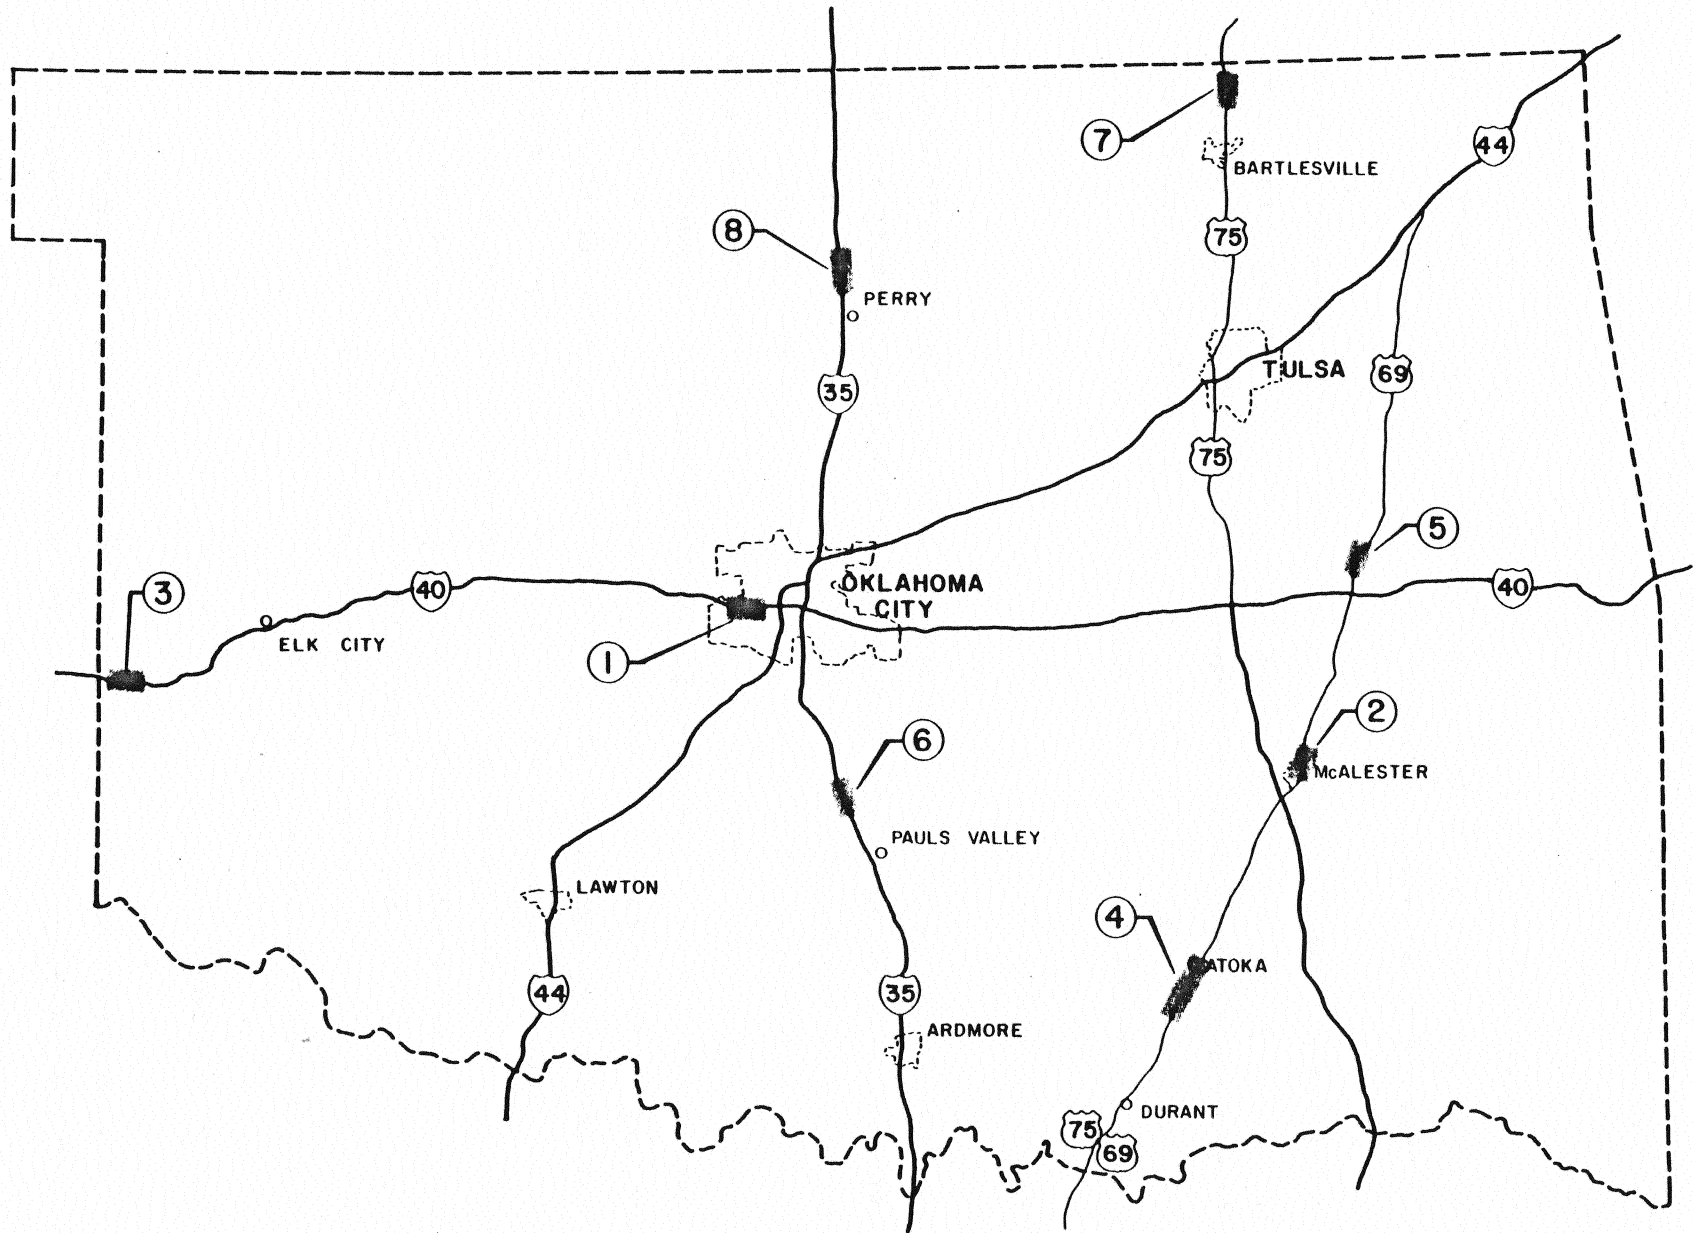 7
44
BARTLESVILLE
8
75
PERRY
TULSA
69
35
75
5
3
40
OKLAHOMA
CITY
40
ELK CITY
1
2
6
McALESTER
PAULS VALLEY
LAWTON
4
ATOKA
44
35
ARDMORE
DURANT
75
69